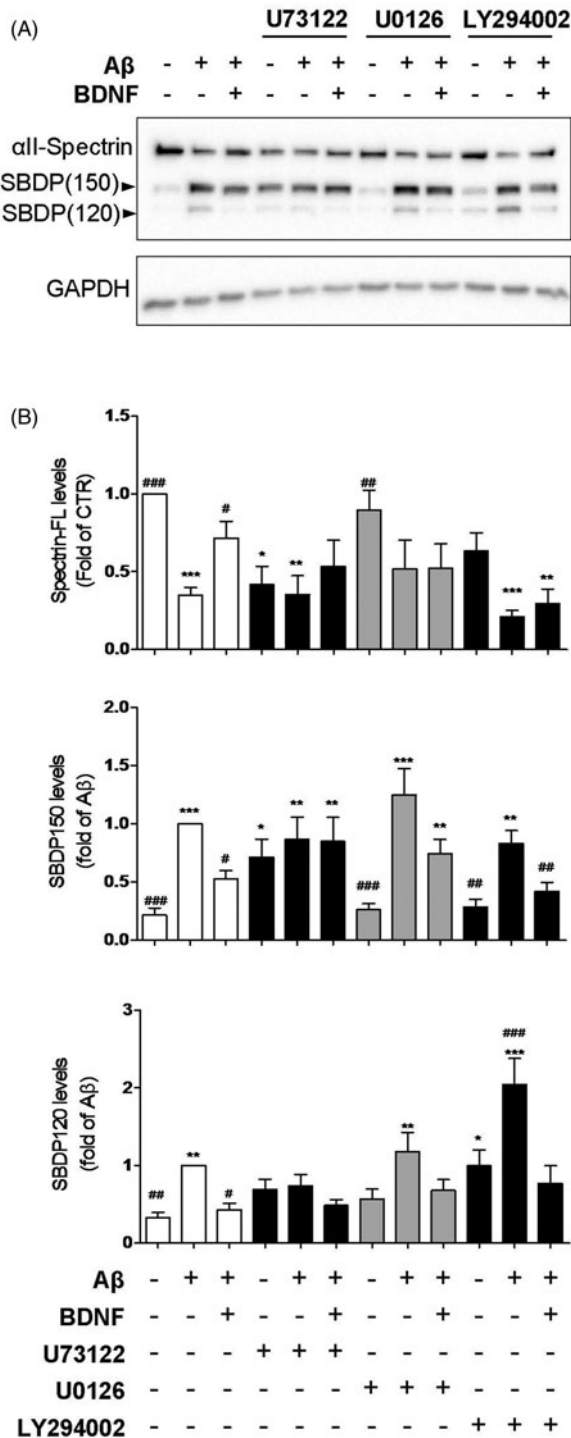 (A)
U73122 U0126 LY294002
Aβ - + + - + + - + + - + +
BDNF - - + - - + - - + - - +
αII-Spectrin
SBDP(150)
SBDP(120)
GAPDH
(B)
Spectrin-FL levels
(Fold of CTR)
1.5
1.0
0.5
0.0
### *** # * ** ## *** **
SBDP150 levels
(fold of Aβ)
2.0
1.5
1.0
0.5
0.0
### *** # * ** ** ### *** ** ## ** ##
SBDP120 levels
(fold of Aβ)
3
2
1
0
## ** # ** * ### *** 
Aβ - + + - + + - + + - + +
BDNF - - + - - + - - + - - +
U73122 - - - + + + - - - - - -
U0126 - - - - - - + + + - - -
LY294002 - - - - - - - - - + + +